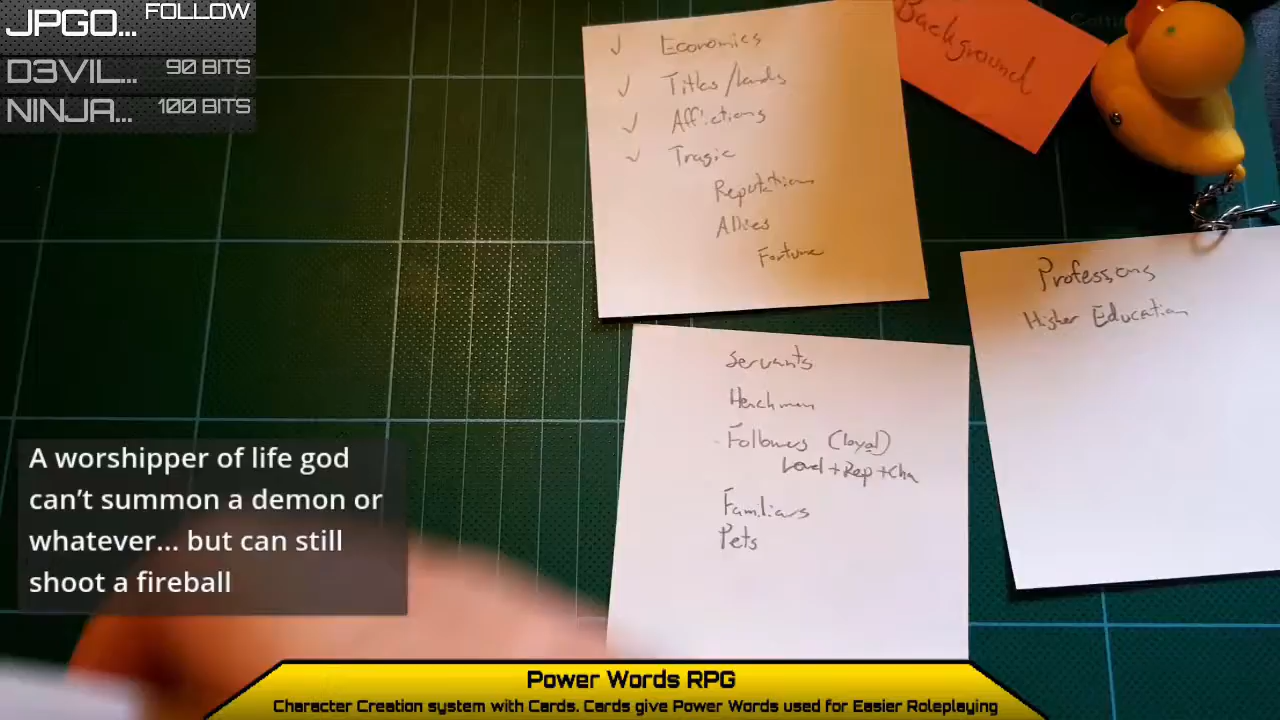 JPGO... FOLLOW
D3VIL... 90 BITS
NINJA... 100 BITS
Background
✓ Economics
✓ Titles/lands
✓ Afflictions
✓ Tragic
Reputation
Allies
Fortune
Professions
Higher Education
Servants
Henchmen
Followers (loyal)
Level + Rep + Cha
Familiars
Pets
A worshipper of life god
can't summon a demon or
whatever... but can still
shoot a fireball
Power Words RPG
Character Creation system with Cards. Cards give Power Words used for Easier Roleplaying